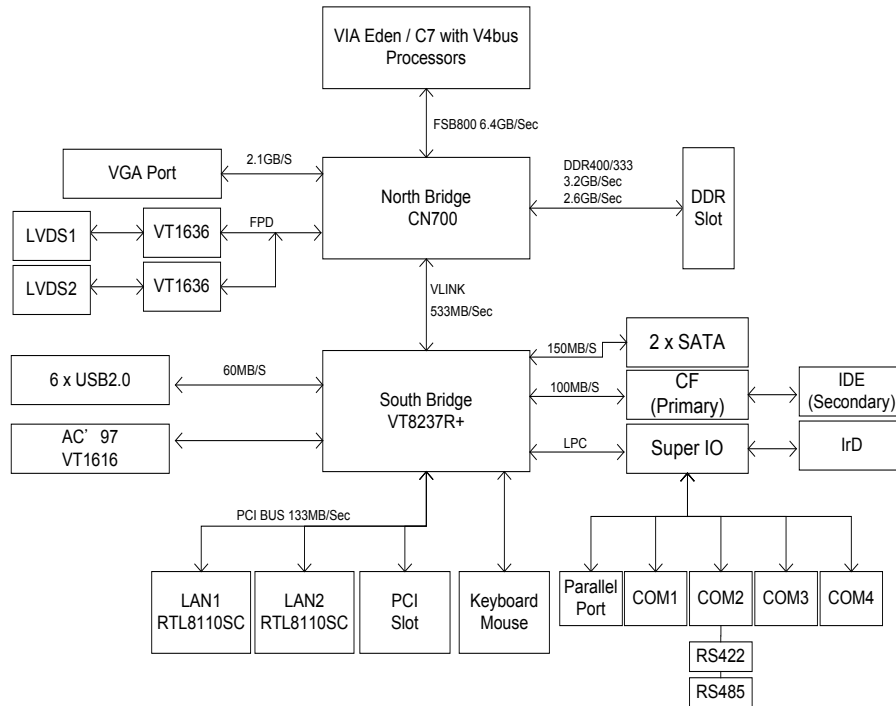 VIA Eden / C7 with V4bus
Processors
FSB800 6.4GB/Sec
VGA Port
2.1GB/S
North Bridge
CN700
DDR400/333
3.2GB/Sec
2.6GB/Sec
DDR
Slot
LVDS1
VT1636
FPD
LVDS2
VT1636
VLINK
533MB/Sec
6 x USB2.0
60MB/S
South Bridge
VT8237R+
150MB/S
2 x SATA
100MB/S
CF
(Primary)
IDE
(Secondary)
AC’ 97
VT1616
LPC
Super IO
IrD
PCI BUS 133MB/Sec
LAN1
RTL8110SC
LAN2
RTL8110SC
PCI
Slot
Keyboard
Mouse
Parallel
Port
COM1
COM2
COM3
COM4
RS422
RS485